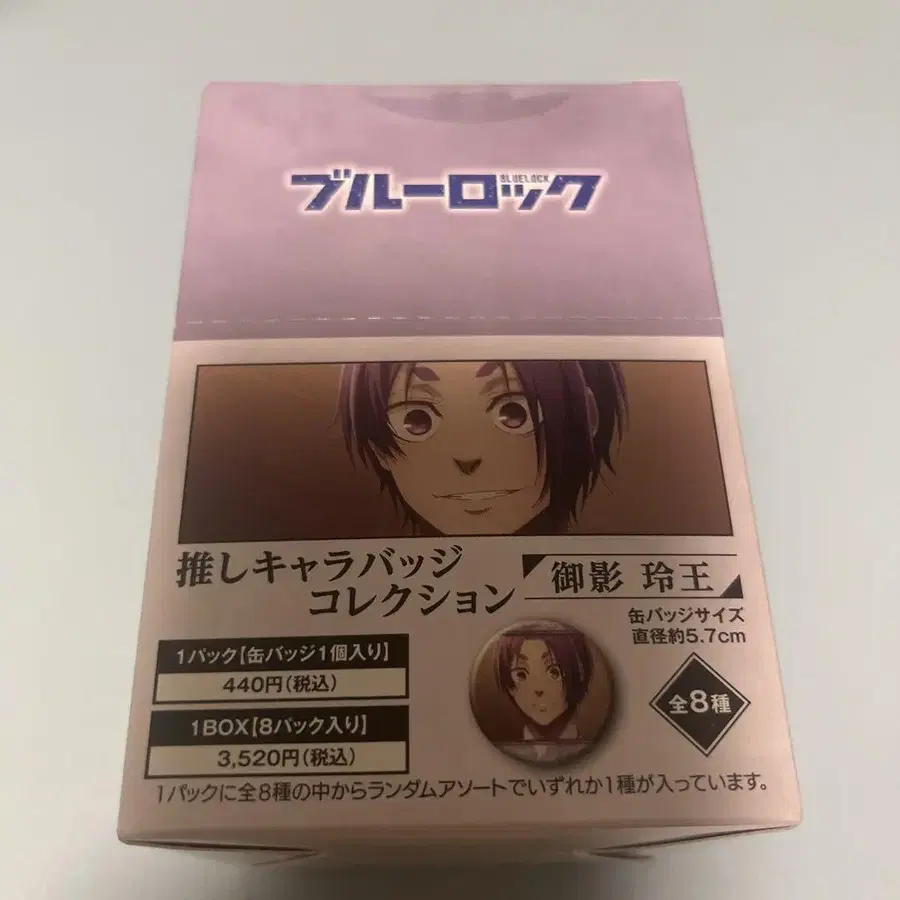 ブルーロック
BLUELOCK
推しキャラバッジ
コレクション
御影 玲王
缶バッジサイズ
直径約5.7cm
1パック【缶バッジ1個入り】
440円(税込)
全8種
1BOX【8パック入り】
3,520円(税込)
1パックに全8種の中からランダムアソートでいずれか1種が入っています。